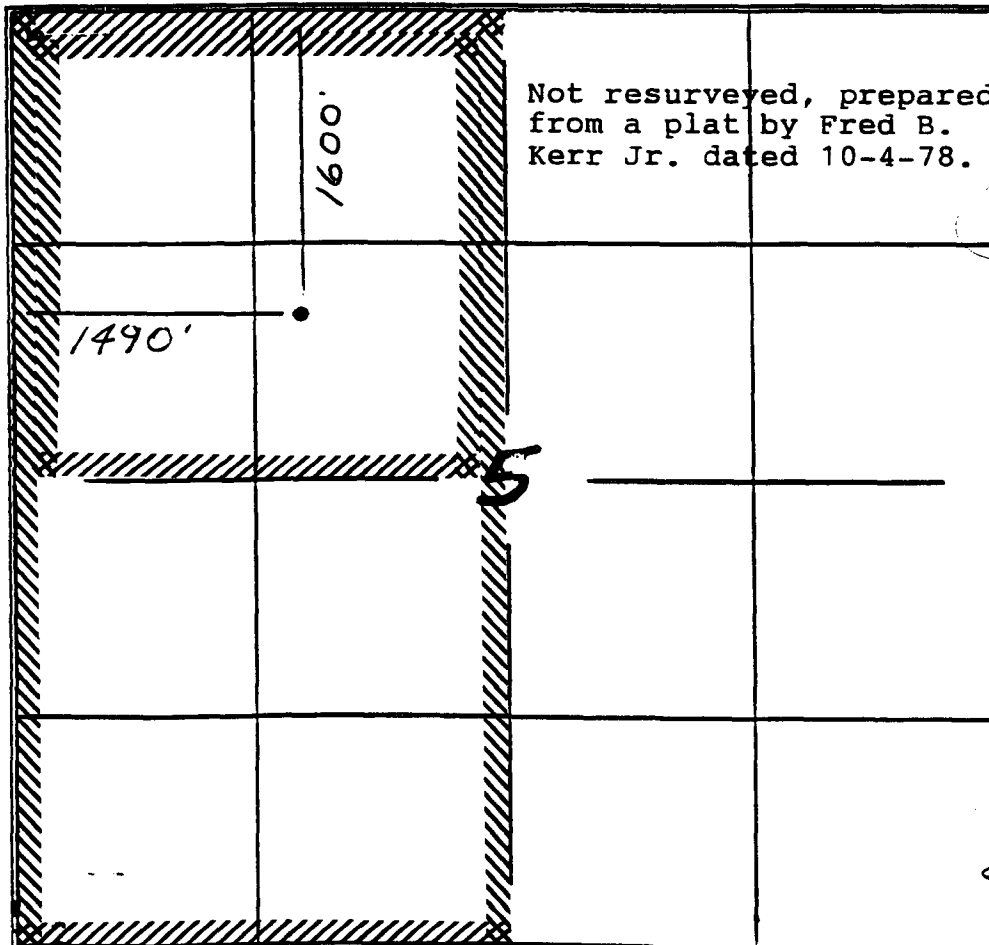 Not resurveyed, prepared
from a plat by Fred B.
Kerr Jr. dated 10-4-78.
1600'
1490'
5